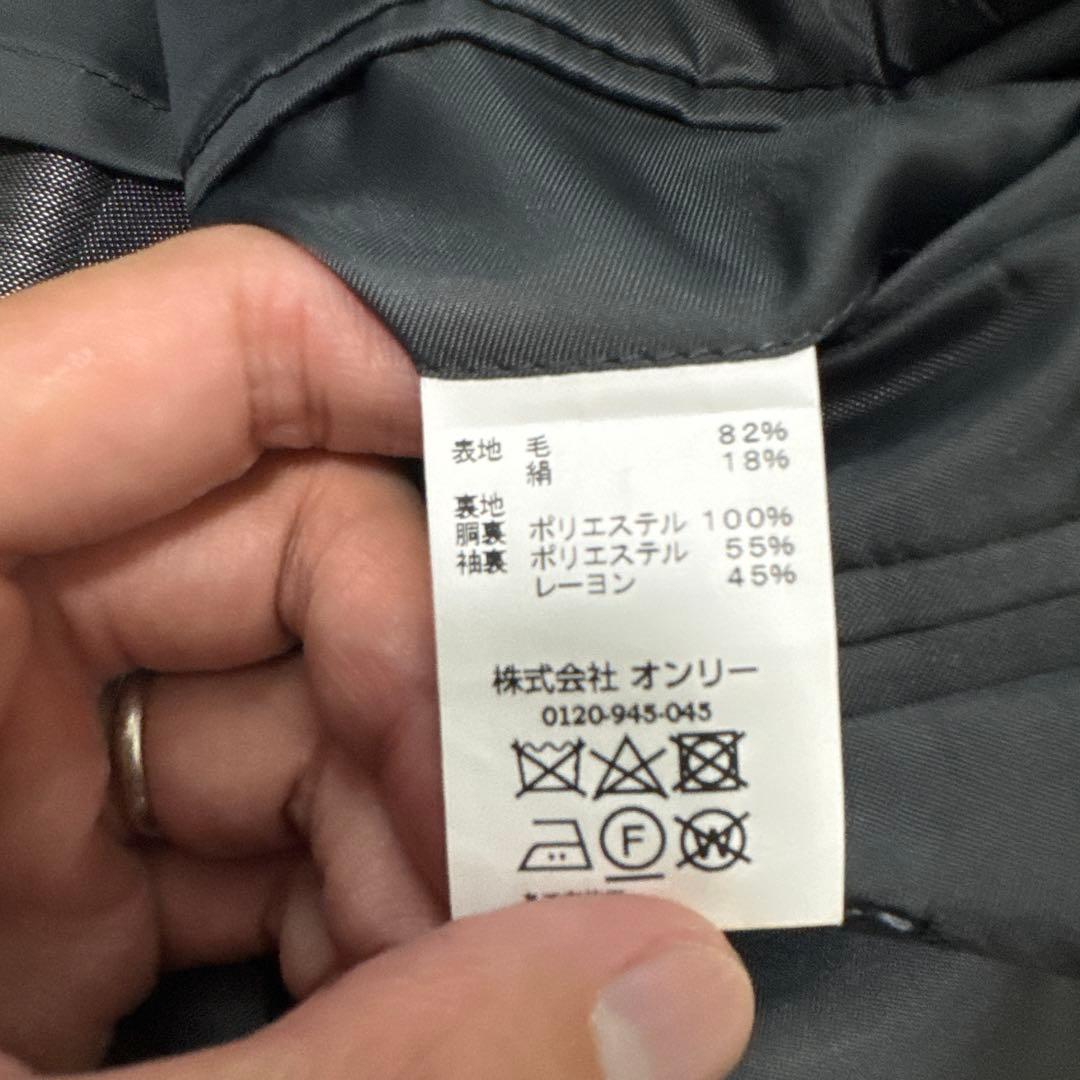 表地 毛 82%
絹 18%
裏地
胴裏 ポリエステル 100%
袖裏 ポリエステル 55%
レーヨン 45%
株式会社 オンリー
0120-945-045
F
W